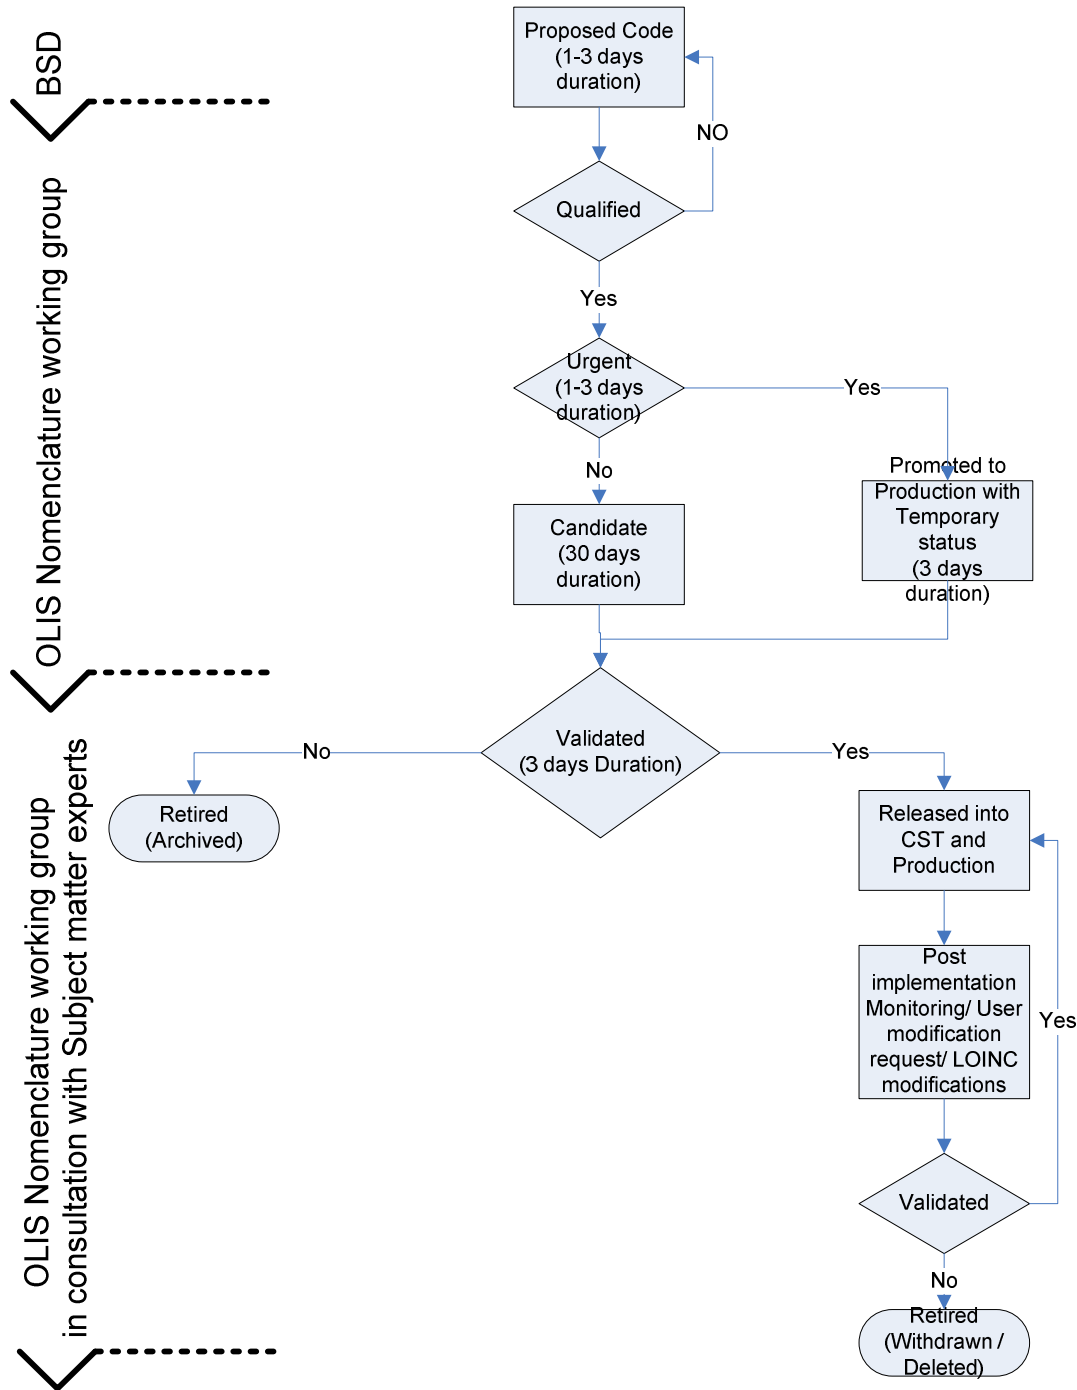 BSD
Proposed Code
(1-3 days
duration)
NO
Qualified
Yes
OLIS Nomenclature working group
Urgent
(1-3 days
duration)
Yes
No
Promoted to
Production with
Temporary
status
(3 days
duration)
Candidate
(30 days
duration)
OLIS Nomenclature working group
in consultation with Subject matter experts
Validated
(3 days Duration)
No
Yes
Retired
(Archived)
Released into
CST and
Production
Post
implementation
Monitoring/ User
modification
request/ LOINC
modifications
Yes
Validated
No
Retired
(Withdrawn /
Deleted)